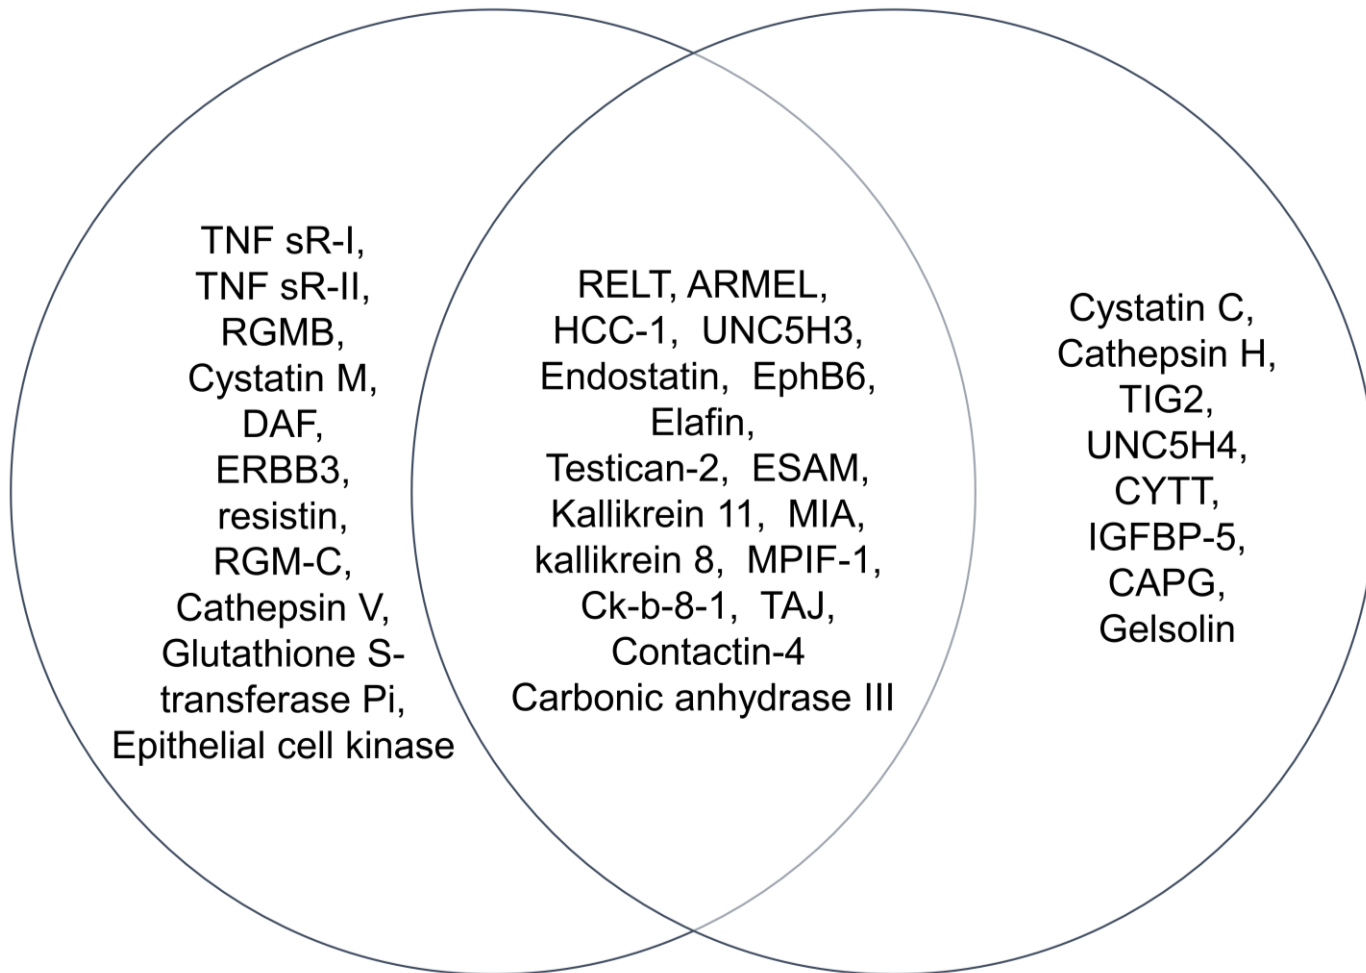 TNF sR-I,
TNF sR-II,
RGMB,
Cystatin M,
DAF,
ERBB3,
resistin,
RGM-C,
Cathepsin V,
Glutathione S-
transferase Pi,
Epithelial cell kinase
RELT, ARMEL,
HCC-1, UNC5H3,
Endostatin, EphB6,
Elafin,
Testican-2, ESAM,
Kallikrein 11, MIA,
kallikrein 8, MPIF-1,
Ck-b-8-1, TAJ,
Contactin-4
Carbonic anhydrase III
Cystatin C,
Cathepsin H,
TIG2,
UNC5H4,
CYTT,
IGFBP-5,
CAPG,
Gelsolin